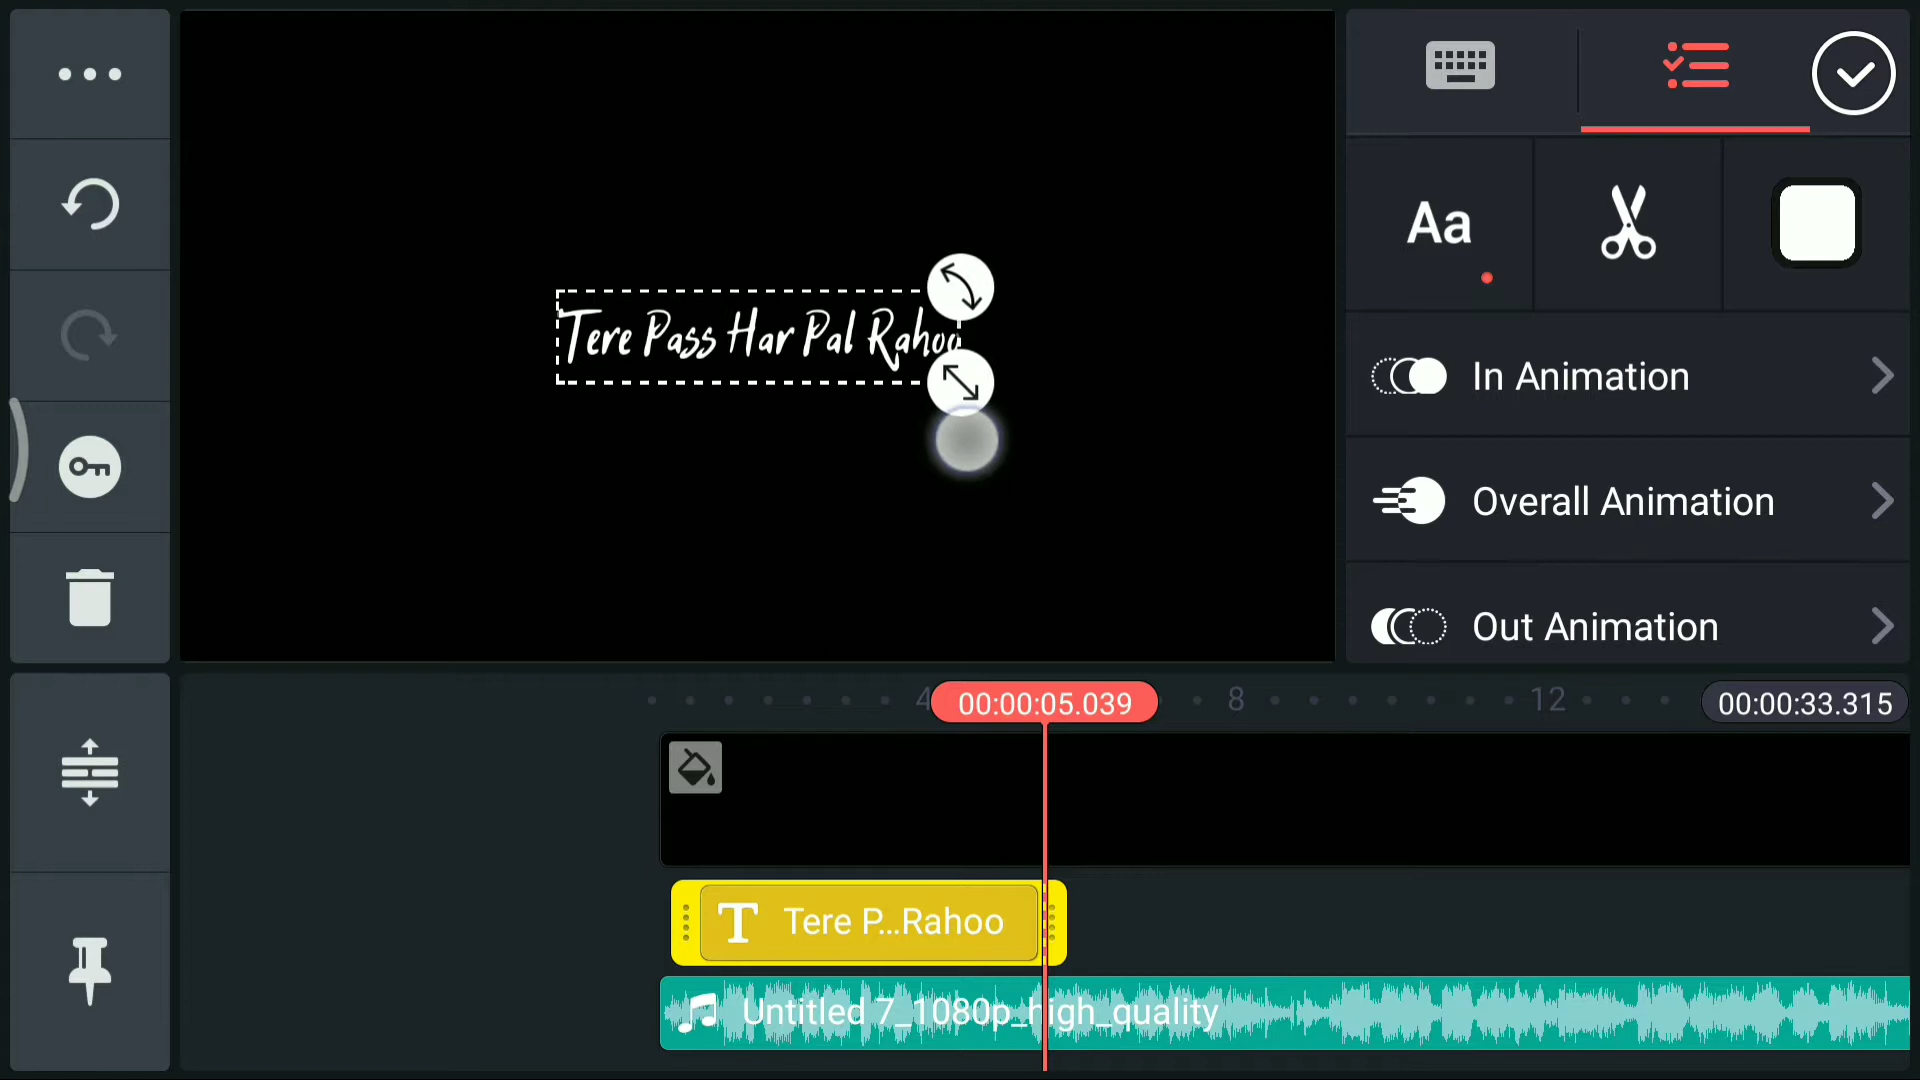 Aa
Tere Pass Har Pal Rahoo
In Animation
Overall Animation
Out Animation
4
00:00:05.039
8
12
00:00:33.315
T Tere P...Rahoo
Untitled 7_1080p_high_quality